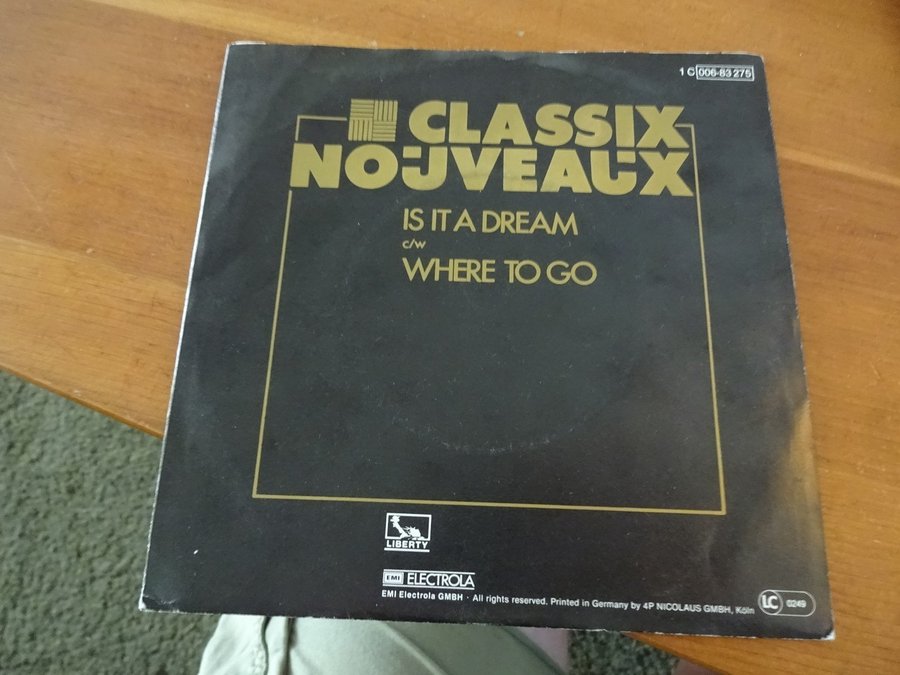 1 C 006-83 275
CLASSIX
NOUVEAUX
IS IT A DREAM
c/w
WHERE TO GO
LIBERTY
EMI ELECTROLA
EMI Electrola GMBH · All rights reserved. Printed in Germany by 4P NICOLAUS GMBH, Köln
LC 0249